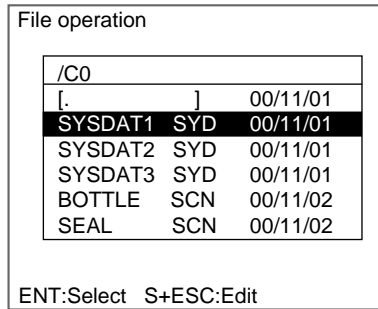 File operation
/C0
[. ] 00/11/01
SYSDAT1 SYD 00/11/01
SYSDAT2 SYD 00/11/01
SYSDAT3 SYD 00/11/01
BOTTLE SCN 00/11/02
SEAL SCN 00/11/02
ENT:Select S+ESC:Edit